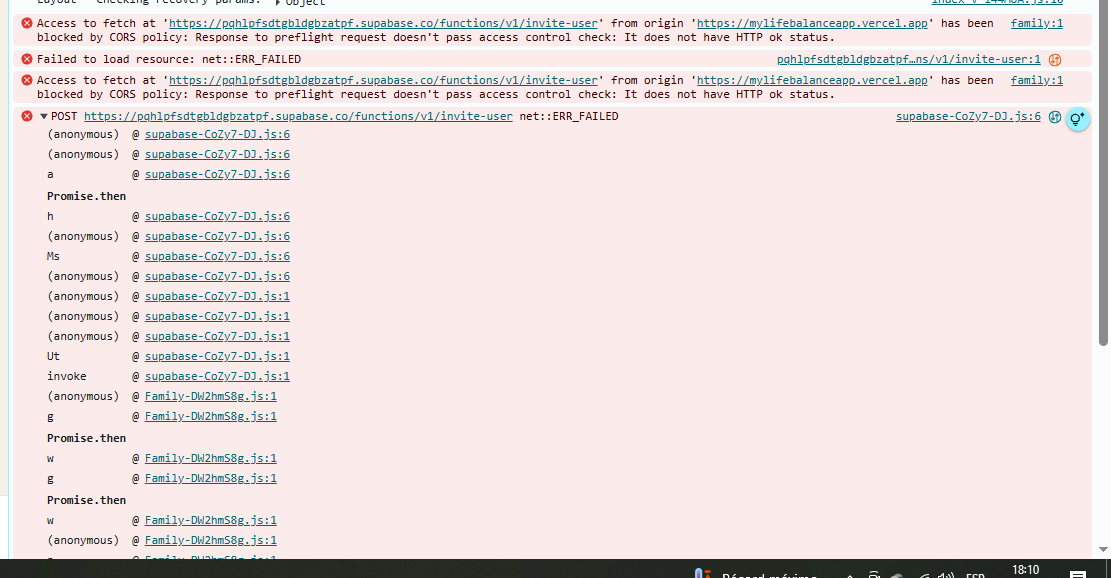 Layout - Checking recovery params: ▶ Object
Access to fetch at 'https://pqhlpfsdtgbldgbzatpf.supabase.co/functions/v1/invite-user' from origin 'https://mylifebalanceapp.vercel.app' has been family:1
blocked by CORS policy: Response to preflight request doesn't pass access control check: It does not have HTTP ok status.
Failed to load resource: net::ERR_FAILED pqhlpfsdtgbldgbzatpf…ns/v1/invite-user:1
Access to fetch at 'https://pqhlpfsdtgbldgbzatpf.supabase.co/functions/v1/invite-user' from origin 'https://mylifebalanceapp.vercel.app' has been family:1
blocked by CORS policy: Response to preflight request doesn't pass access control check: It does not have HTTP ok status.
▼ POST https://pqhlpfsdtgbldgbzatpf.supabase.co/functions/v1/invite-user net::ERR_FAILED supabase-CoZy7-DJ.js:6
(anonymous) @ supabase-CoZy7-DJ.js:6
(anonymous) @ supabase-CoZy7-DJ.js:6
a @ supabase-CoZy7-DJ.js:6
Promise.then
h @ supabase-CoZy7-DJ.js:6
(anonymous) @ supabase-CoZy7-DJ.js:6
Ms @ supabase-CoZy7-DJ.js:6
(anonymous) @ supabase-CoZy7-DJ.js:6
(anonymous) @ supabase-CoZy7-DJ.js:1
(anonymous) @ supabase-CoZy7-DJ.js:1
(anonymous) @ supabase-CoZy7-DJ.js:1
Ut @ supabase-CoZy7-DJ.js:1
invoke @ supabase-CoZy7-DJ.js:1
(anonymous) @ Family-DW2hmS8g.js:1
g @ Family-DW2hmS8g.js:1
Promise.then
w @ Family-DW2hmS8g.js:1
g @ Family-DW2hmS8g.js:1
Promise.then
w @ Family-DW2hmS8g.js:1
(anonymous) @ Family-DW2hmS8g.js:1
Récord máximo
ESP
18:10